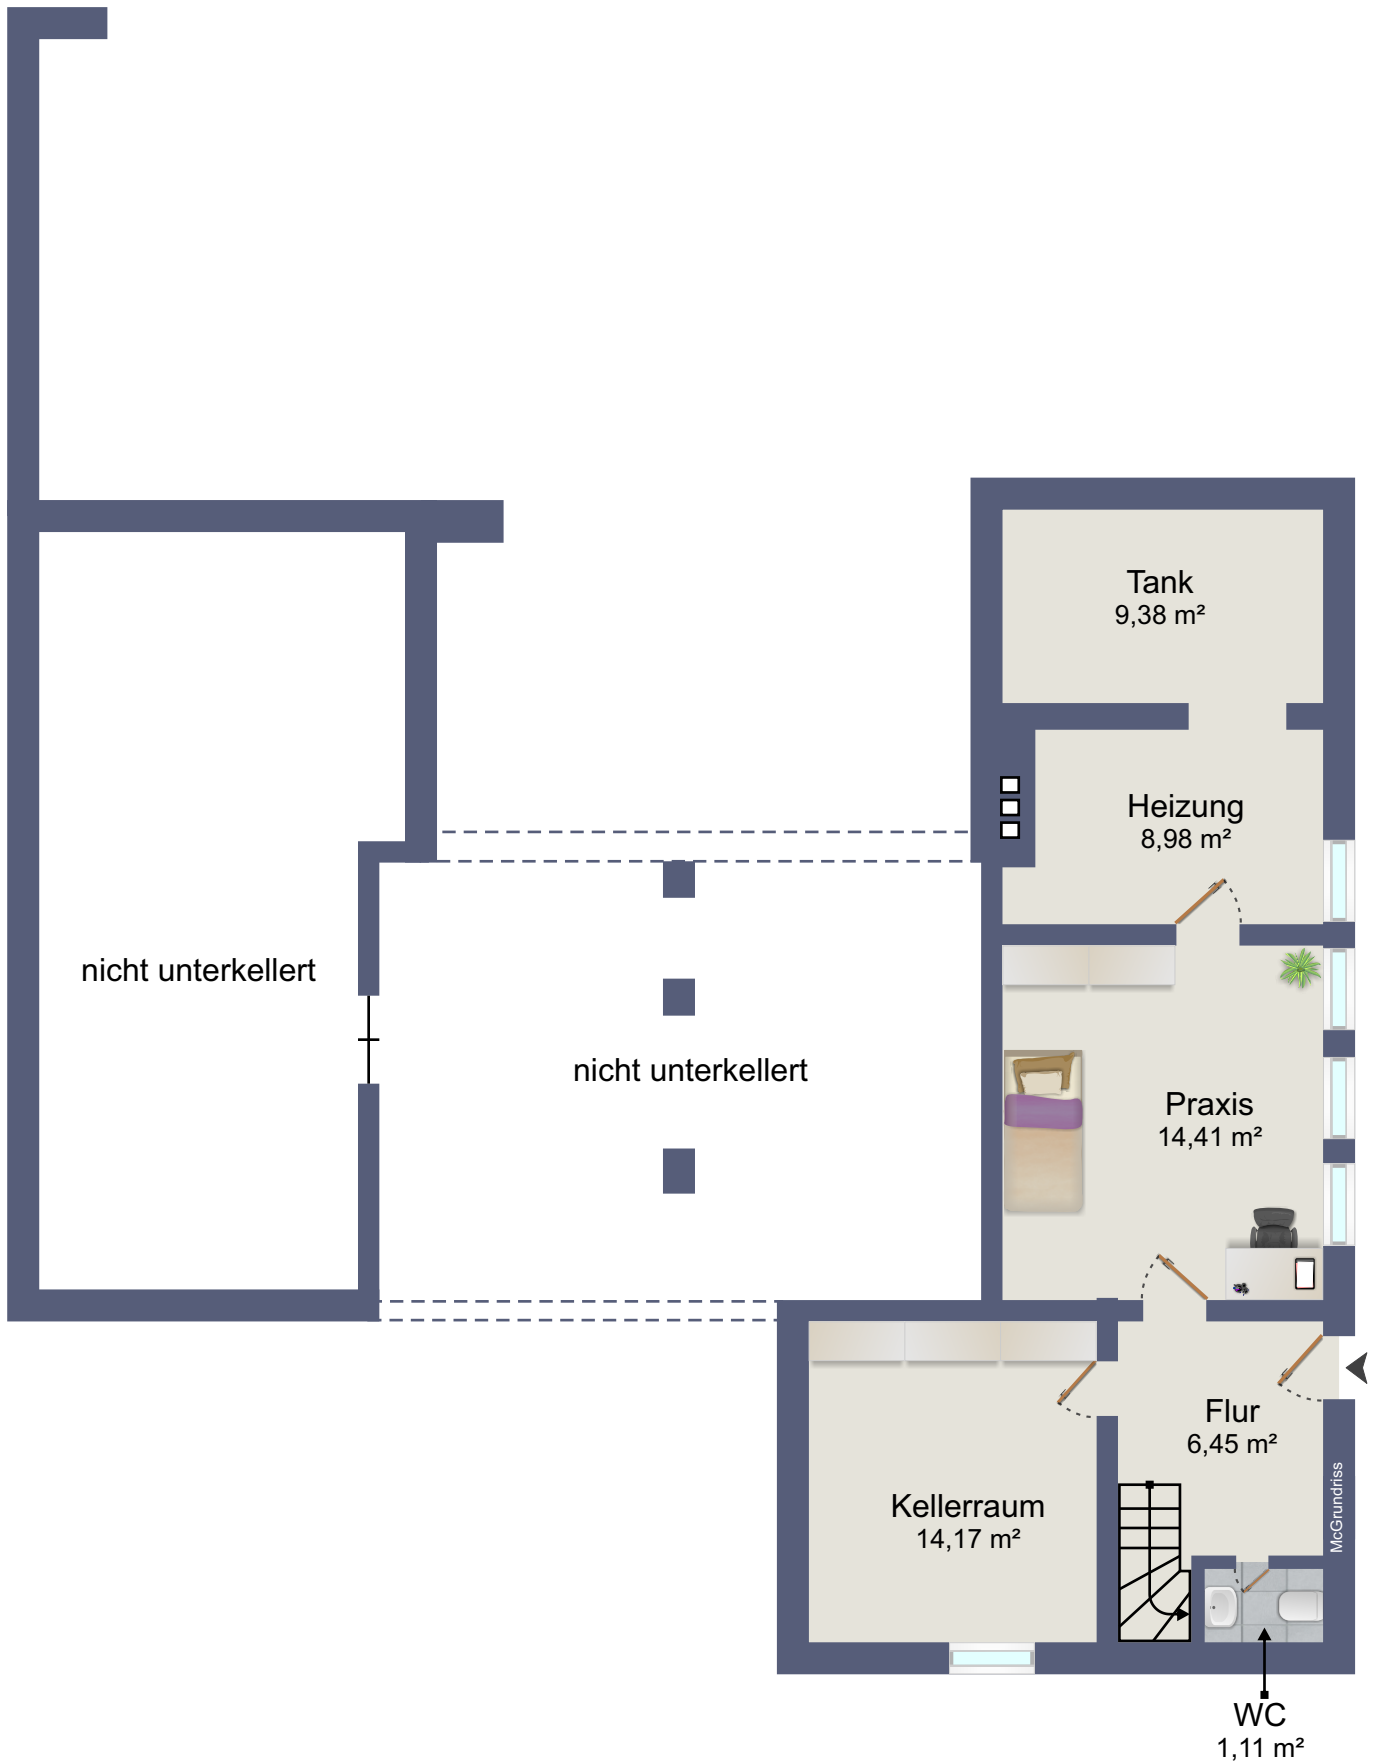 Tank
9,38 m²
Heizung
8,98 m²
nicht unterkellert
nicht unterkellert
Praxis
14,41 m²
Flur
6,45 m²
McGrundriss
Kellerraum
14,17 m²
WC
1,11 m²